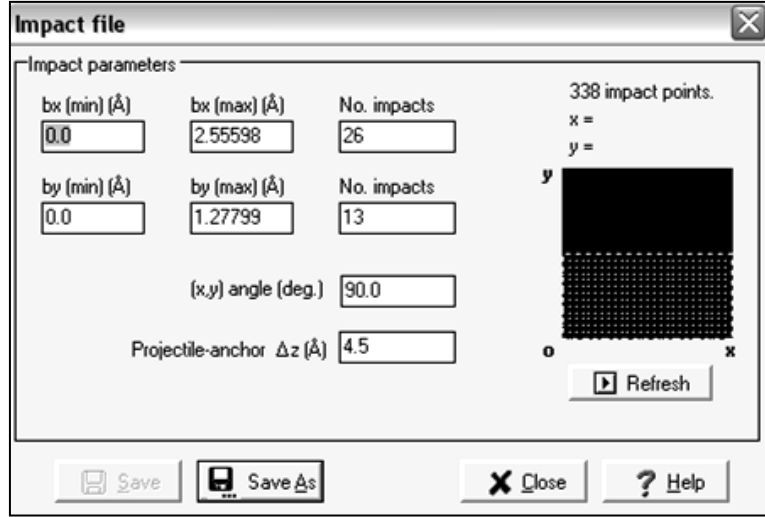 Impact file
Impact parameters
bx (min) (Å) bx (max) (Å) No. impacts
0.0 2.55598 26
by (min) (Å) by (max) (Å) No. impacts
0.0 1.27799 13
(x,y) angle (deg.) 90.0
Projectile-anchor Δz (Å) 4.5
338 impact points.
x =
y =
y
o x
Refresh
Save Save As Close Help